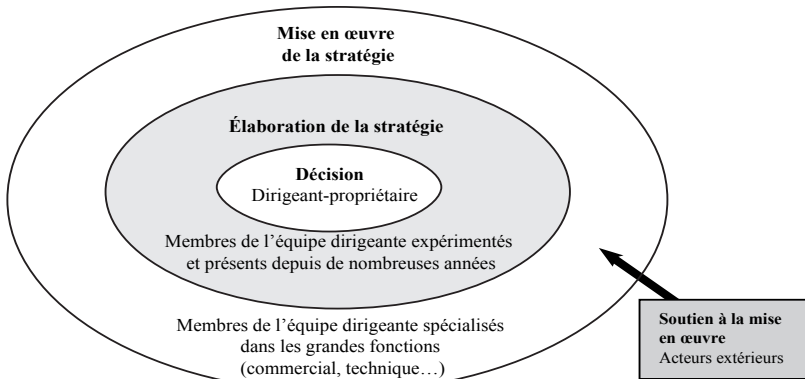 Mise en œuvre
de la stratégie
Élaboration de la stratégie
Décision
Dirigeant-propriétaire
Membres de l’équipe dirigeante expérimentés
et présents depuis de nombreuses années
Membres de l’équipe dirigeante spécialisés
dans les grandes fonctions
(commercial, technique…)
Soutien à la mise
en œuvre
Acteurs extérieurs